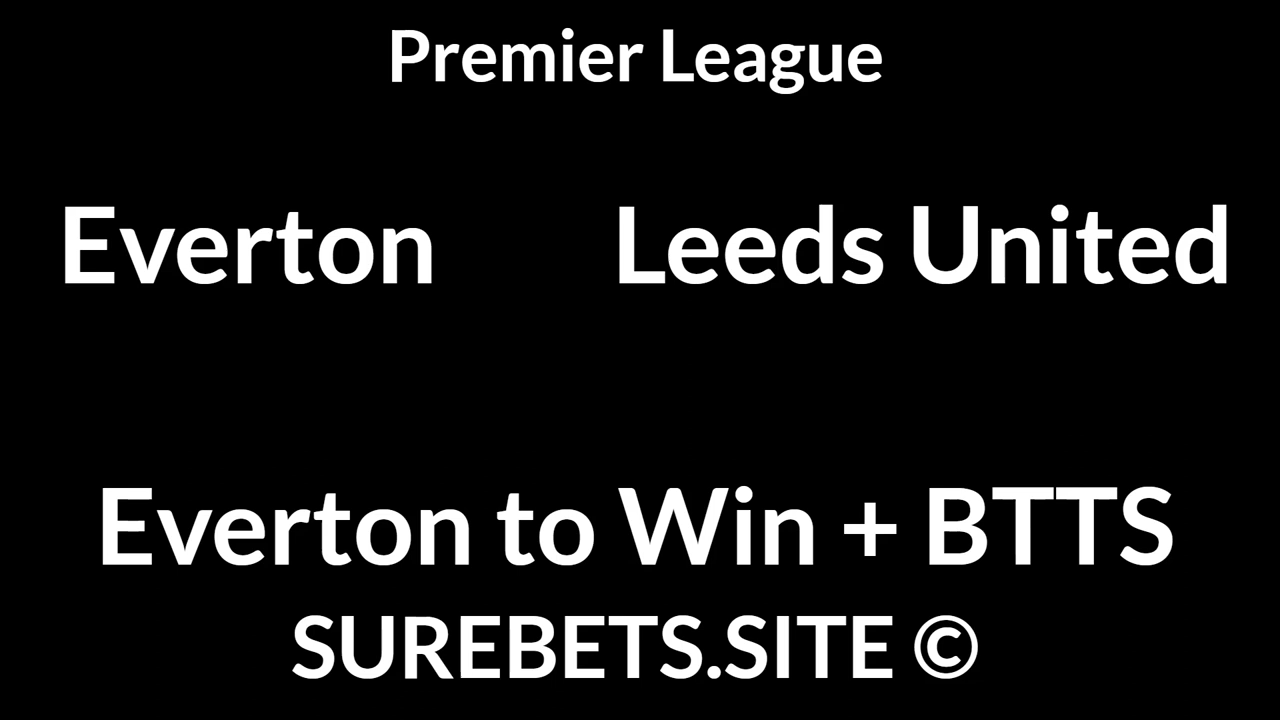 Premier League
Everton Leeds United
Everton to Win + BTTS
SUREBETS.SITE ©